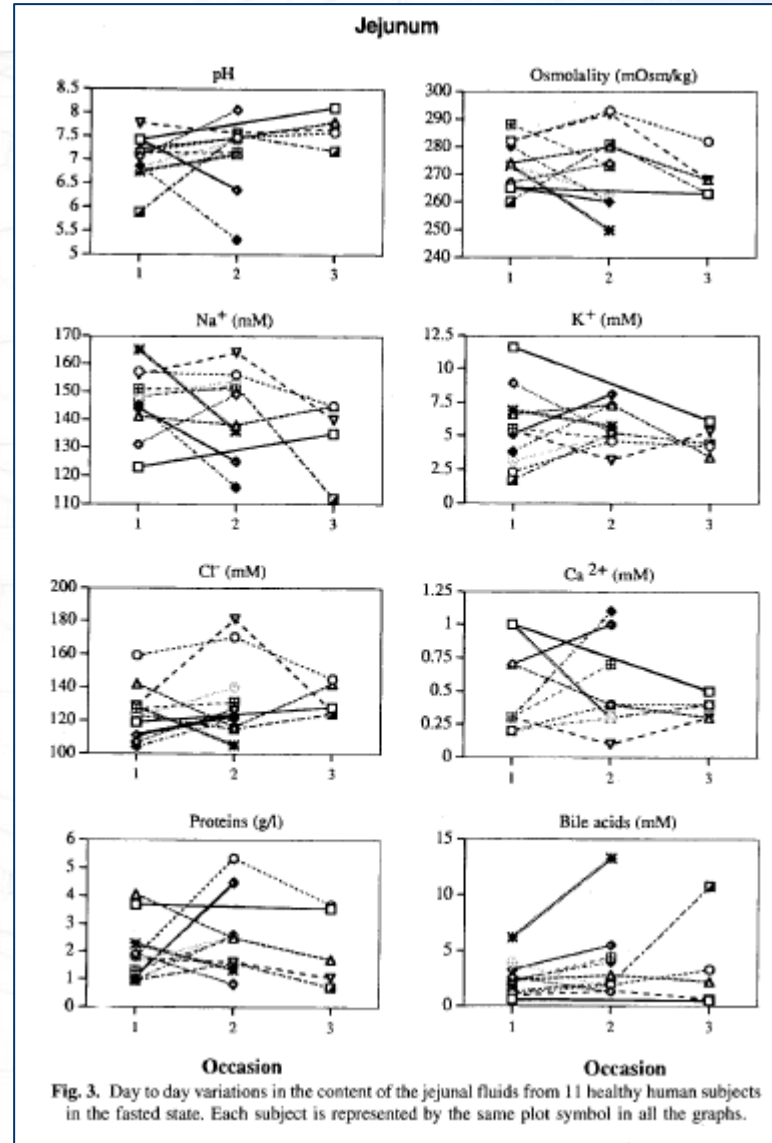 Jejunum
pH
8.5
8
7.5
7
6.5
6
5.5
5
1 2 3
Osmolality (mOsm/kg)
300
290
280
270
260
250
240
1 2 3
Na+ (mM)
170
160
150
140
130
120
110
1 2 3
K+ (mM)
12.5
10
7.5
5
2.5
0
1 2 3
Cl- (mM)
200
180
160
140
120
100
1 2 3
Ca 2+ (mM)
1.25
1
0.75
0.5
0.25
0
1 2 3
Proteins (g/l)
6
5
4
3
2
1
0
1 2 3
Occasion
Bile acids (mM)
15
10
5
0
1 2 3
Occasion
Fig. 3. Day to day variations in the content of the jejunal fluids from 11 healthy human subjects
in the fasted state. Each subject is represented by the same plot symbol in all the graphs.